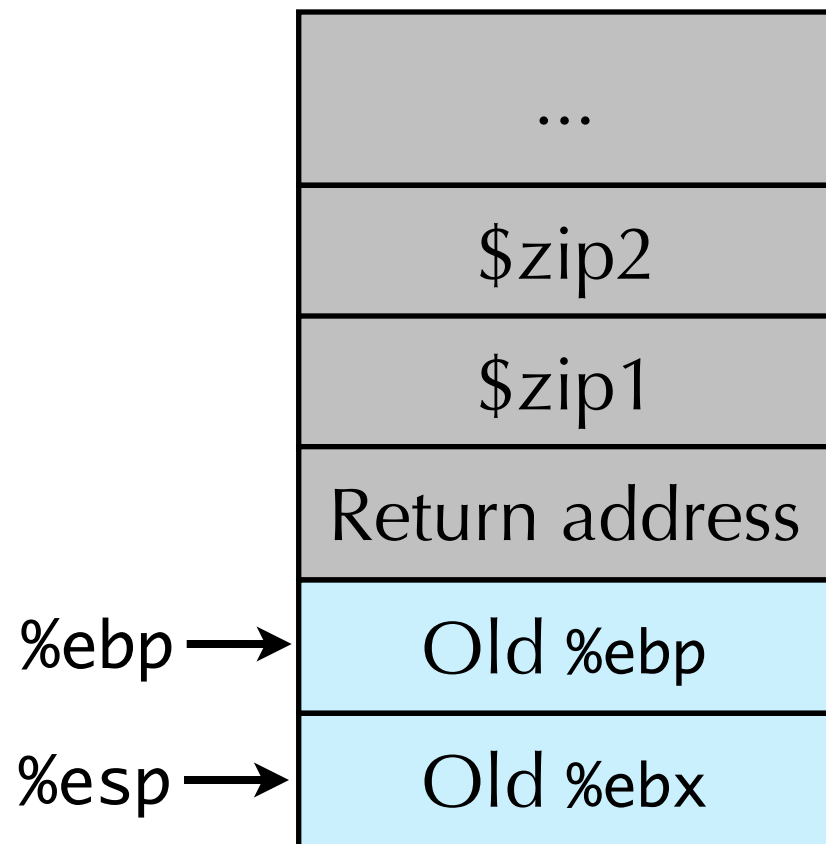 ...
$zip2
$zip1
Return address
%ebp Old %ebp
%esp Old %ebx